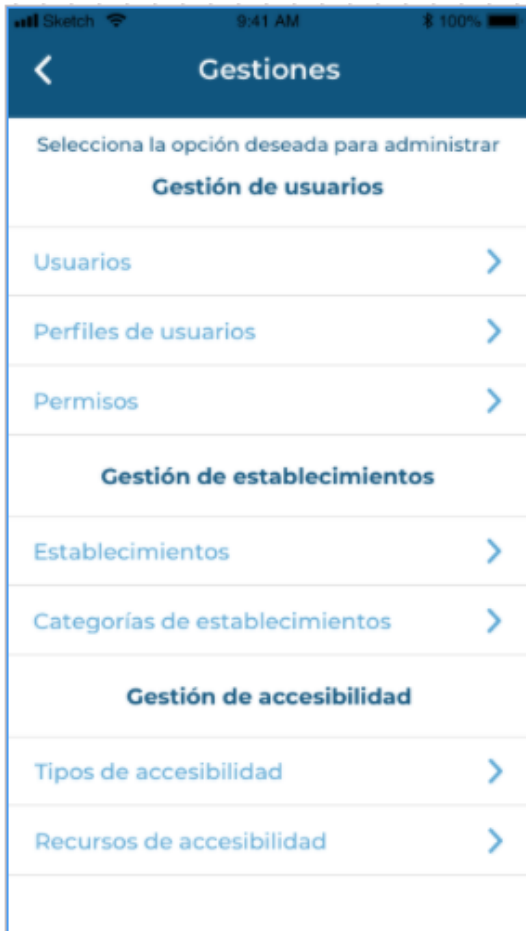 Sketch 9:41 AM 100%
Gestiones
Selecciona la opción deseada para administrar
Gestión de usuarios
Usuarios
Perfiles de usuarios
Permisos
Gestión de establecimientos
Establecimientos
Categorías de establecimientos
Gestión de accesibilidad
Tipos de accesibilidad
Recursos de accesibilidad